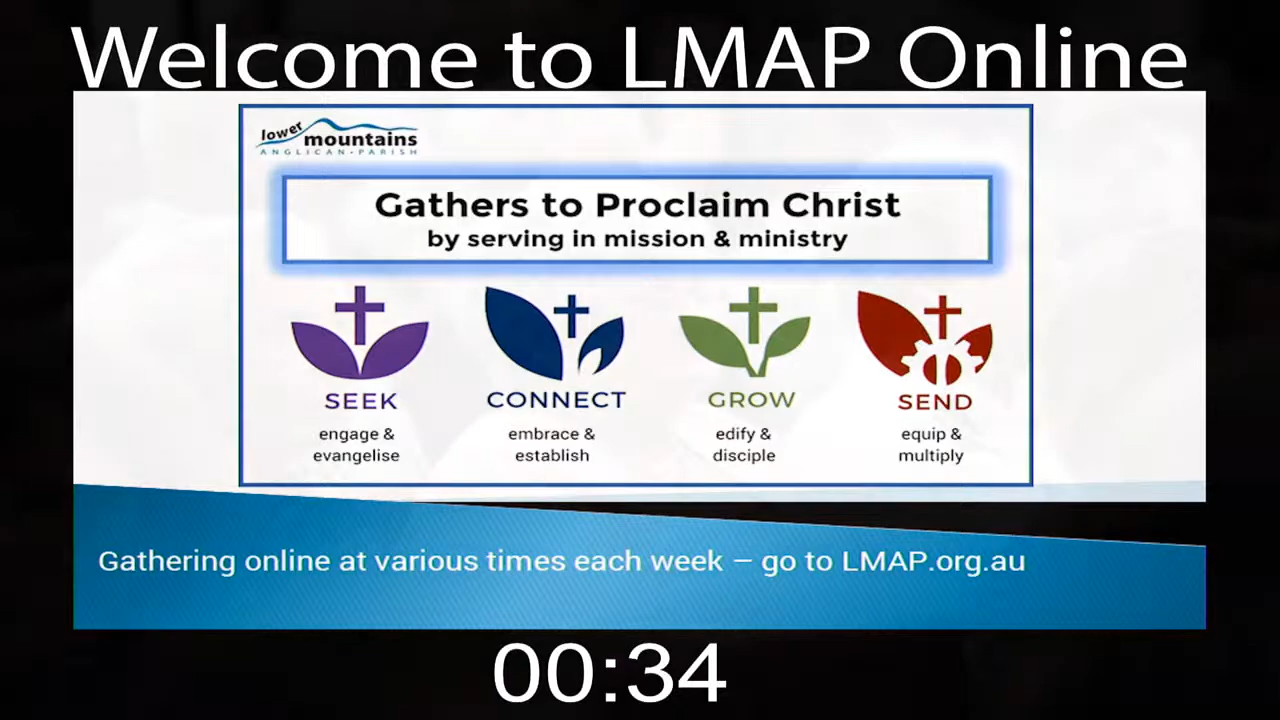 Welcome to LMAP Online
lower mountains
ANGLICAN·PARISH
Gathers to Proclaim Christ
by serving in mission & ministry
SEEK
engage &
evangelise
CONNECT
embrace &
establish
GROW
edify &
disciple
SEND
equip &
multiply
Gathering online at various times each week – go to LMAP.org.au
00:34